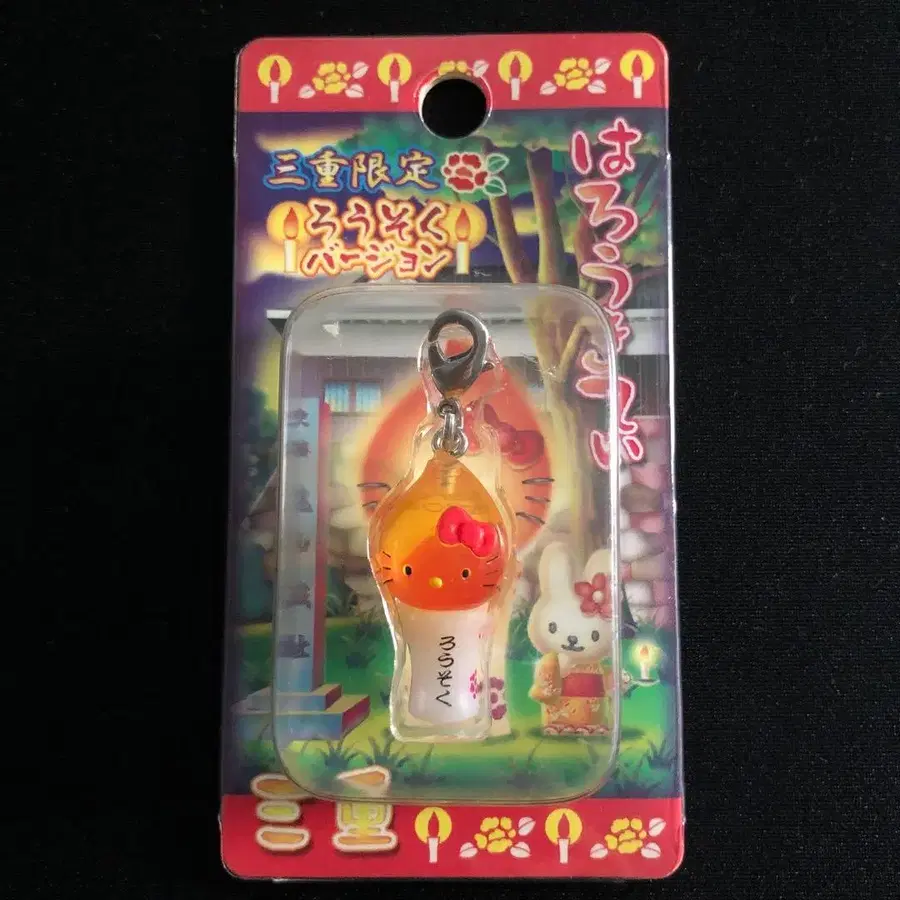 三重限定
ろうそく
バージョン
はろうきてぃ
ろうそく
三重